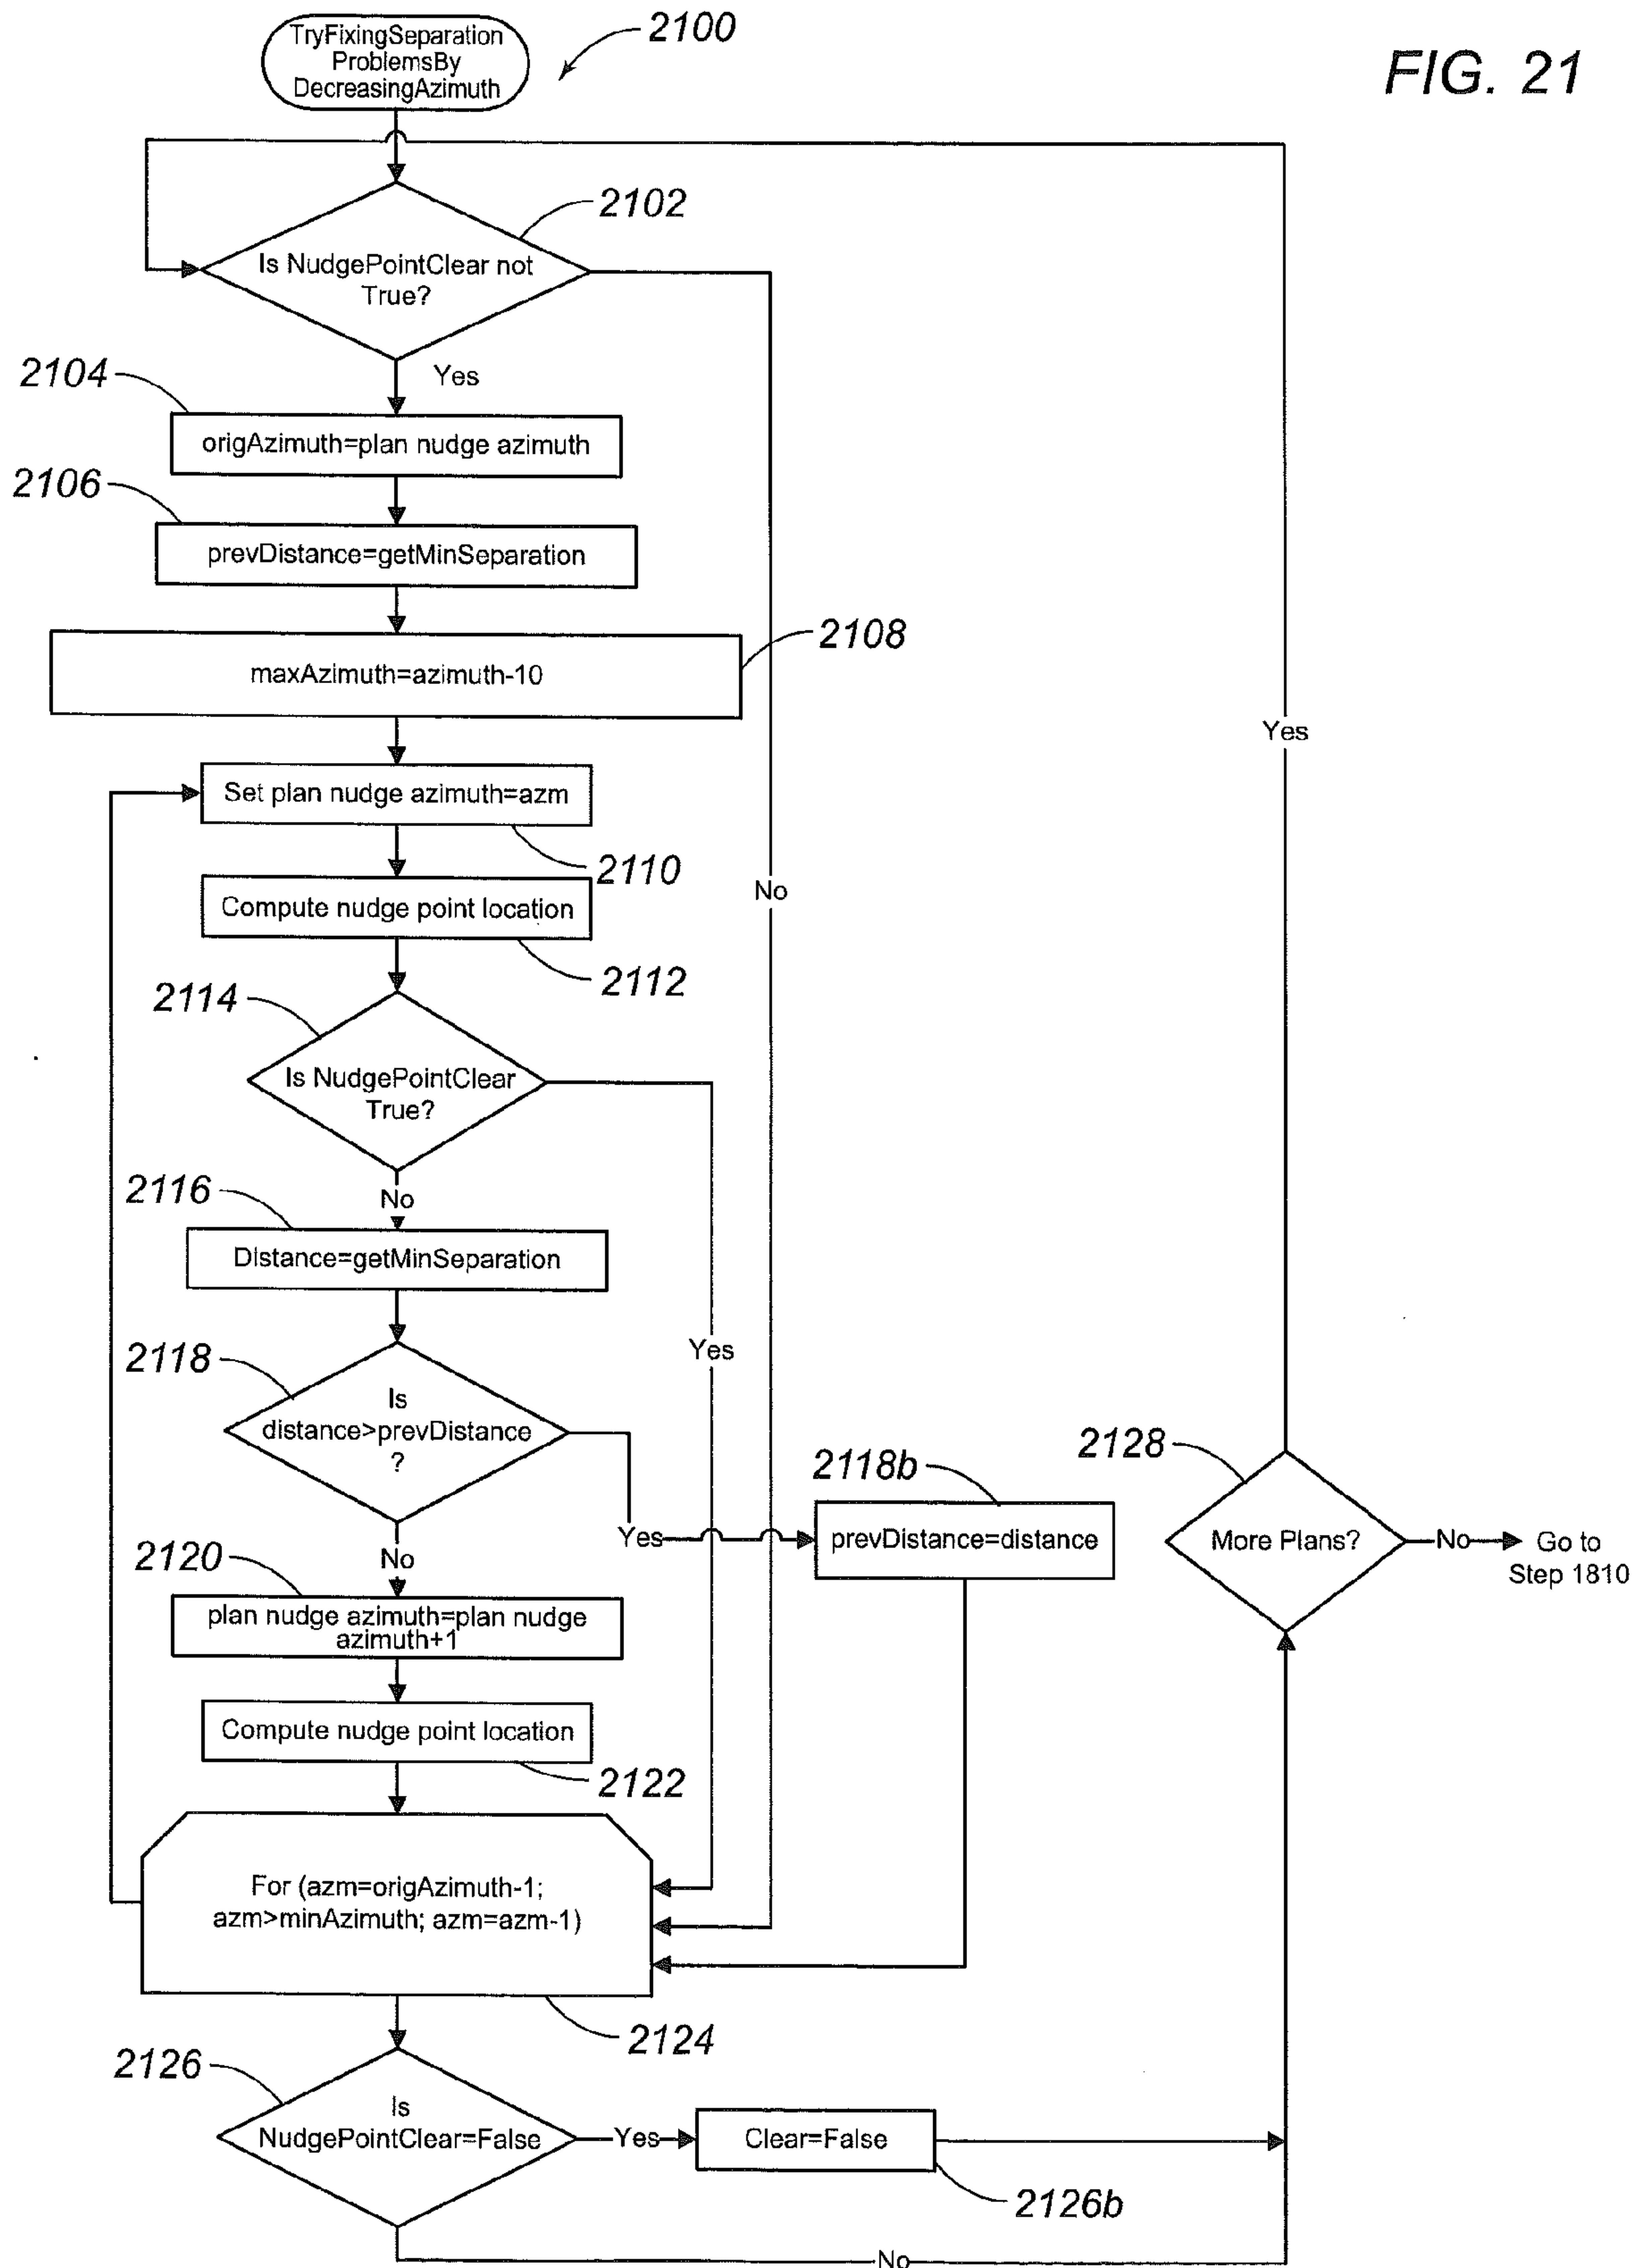 TryFixingSeparation
ProblemsBy
DecreasingAzimuth
2100
FIG. 21
2102
Is NudgePointClear not
True?
Yes
2104
origAzimuth=plan nudge azimuth
2106
prevDistance=getMinSeparation
2108
maxAzimuth=azimuth-10
Yes
Set plan nudge azimuth=azm
2110
No
Compute nudge point location
2112
2114
Is NudgePointClear
True?
No
2116
DIstance=getMinSeparation
Yes
2118
Is
distance>prevDistance
?
2118b
Yes
prevDistance=distance
2128
More Plans?
No
Go to
Step 1810
No
2120
plan nudge azimuth=plan nudge
azimuth+1
Compute nudge point location
2122
For (azm=origAzimuth-1;
azm>minAzimuth; azm=azm-1)
2124
2126
Is
NudgePointClear=False
Yes
Clear=False
2126b
No